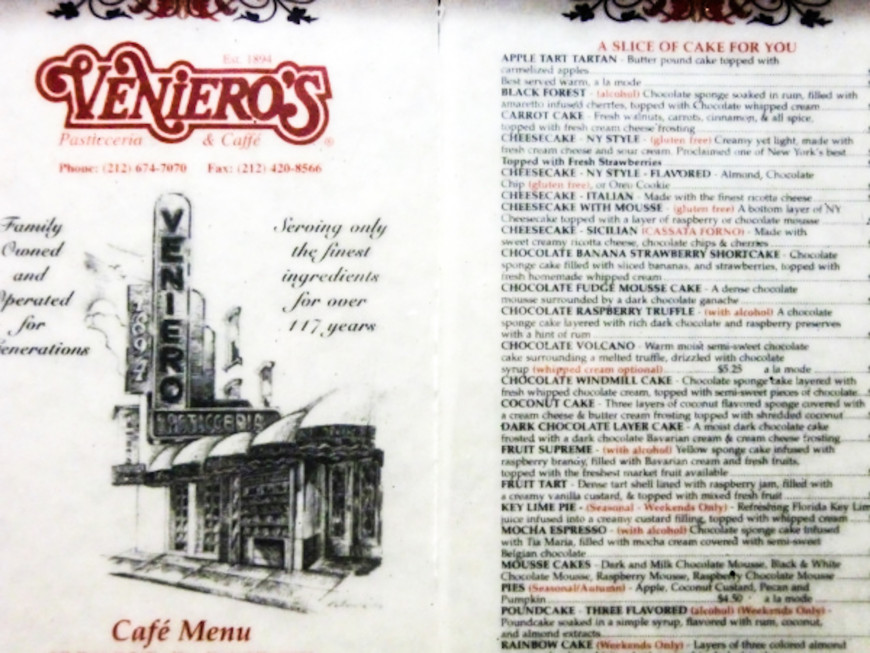 Est. 1894
VENIERO'S
Pasticceria & Caffé
Phone: (212) 674-7070 Fax: (212) 420-8566
Family
Owned
and
Operated
for
Generations
Serving only
the finest
ingredients
for over
117 years
VENIERO
PASTICCERIA
Café Menu
A SLICE OF CAKE FOR YOU
APPLE TART TARTAN - Butter pound cake topped with
carmelized apples.
Best served warm, a la mode
BLACK FOREST - (alcohol) Chocolate sponge soaked in rum, filled with
amaretto infused cherries, topped with Chocolate whipped cream
CARROT CAKE - Fresh walnuts, carrots, cinnamon, & all spice,
topped with fresh cream cheese frosting
CHEESECAKE - NY STYLE - (gluten free) Creamy yet light, made with
fresh cream cheese and sour cream. Proclaimed one of New York's best
Topped with Fresh Strawberries
CHEESECAKE - NY STYLE - FLAVORED - Almond, Chocolate
Chip (gluten free), or Oreo Cookie
CHEESECAKE - ITALIAN - Made with the finest ricotta cheese
CHEESECAKE WITH MOUSSE - (gluten free) A bottom layer of NY
Cheesecake topped with a layer of raspberry or chocolate mousse
CHEESECAKE - SICILIAN (CASSATA FORNO) - Made with
sweet creamy ricotta cheese, chocolate chips & cherries
CHOCOLATE BANANA STRAWBERRY SHORTCAKE - Chocolate
sponge cake filled with sliced bananas, and strawberries, topped with
fresh homemade whipped cream
CHOCOLATE FUDGE MOUSSE CAKE - A dense chocolate
mousse surrounded by a dark chocolate ganache
CHOCOLATE RASPBERRY TRUFFLE - (with alcohol) A chocolate
sponge cake layered with rich dark chocolate and raspberry preserves
with a hint of rum
CHOCOLATE VOLCANO - Warm moist semi-sweet chocolate
cake surrounding a melted truffle, drizzled with chocolate
syrup (whipped cream optional) $5.25 a la mode
CHOCOLATE WINDMILL CAKE - Chocolate sponge cake layered with
fresh whipped chocolate cream, topped with semi-sweet pieces of chocolate
COCONUT CAKE - Three layers of coconut flavored sponge covered with
a cream cheese & butter cream frosting topped with shredded coconut
DARK CHOCOLATE LAYER CAKE - A moist dark chocolate cake
frosted with a dark chocolate Bavarian cream & cream cheese frosting
FRUIT SUPREME - (with alcohol) Yellow sponge cake infused with
raspberry brandy, filled with Bavarian cream and fresh fruits,
topped with the freshest market fruit available
FRUIT TART - Dense tart shell lined with raspberry jam, filled with
a creamy vanilla custard, & topped with mixed fresh fruit
KEY LIME PIE - (Seasonal - Weekends Only) - Refreshing Florida Key Lim
juice infused into a creamy custard filling, topped with whipped cream
MOCHA ESPRESSO - (with alcohol) Chocolate sponge cake infused
with Tia Maria, filled with mocha cream covered with semi-sweet
Belgian chocolate
MOUSSE CAKES - Dark and Milk Chocolate Mousse, Black & White
Chocolate Mousse, Raspberry Mousse, Raspberry Chocolate Mousse
PIES (Seasonal/Autumn) - Apple, Coconut Custard, Pecan and
Pumpkin $4.50 a la mode
POUNDCAKE - THREE FLAVORED (alcohol) (Weekends Only) -
Poundcake soaked in a simple syrup, flavored with rum, coconut,
and almond extracts
RAINBOW CAKE (Weekends Only) - Layers of three colored almond